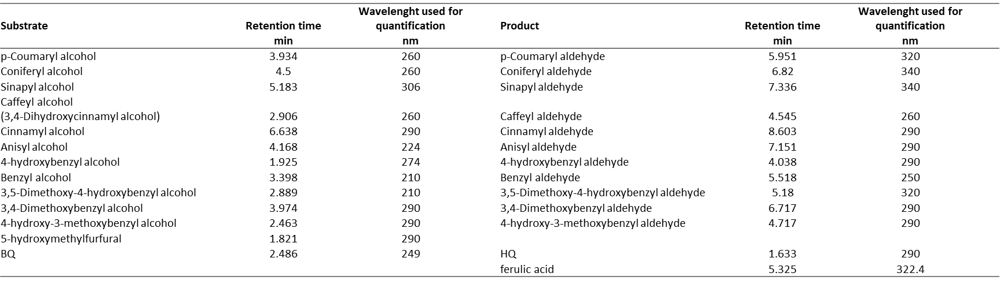 Substrate Retention time min Wavelenght used for quantification nm Product Retention time min Wavelenght used for quantification nm
p-Coumaryl alcohol 3.934 260 p-Coumaryl aldehyde 5.951 320
Coniferyl alcohol 4.5 260 Coniferyl aldehyde 6.82 340
Sinapyl alcohol 5.183 306 Sinapyl aldehyde 7.336 340
Caffeyl alcohol
(3,4-Dihydroxycinnamyl alcohol) 2.906 260 Caffeyl aldehyde 4.545 260
Cinnamyl alcohol 6.638 290 Cinnamyl aldehyde 8.603 290
Anisyl alcohol 4.168 224 Anisyl aldehyde 7.151 290
4-hydroxybenzyl alcohol 1.925 274 4-hydroxybenzyl aldehyde 4.038 290
Benzyl alcohol 3.398 210 Benzyl aldehyde 5.518 250
3,5-Dimethoxy-4-hydroxybenzyl alcohol 2.889 210 3,5-Dimethoxy-4-hydroxybenzyl aldehyde 5.18 320
3,4-Dimethoxybenzyl alcohol 3.974 290 3,4-Dimethoxybenzyl aldehyde 6.717 290
4-hydroxy-3-methoxybenzyl alcohol 2.463 290 4-hydroxy-3-methoxybenzyl aldehyde 4.717 290
5-hydroxymethylfurfural 1.821 290
BQ 2.486 249 HQ 1.633 290
ferulic acid 5.325 322.4